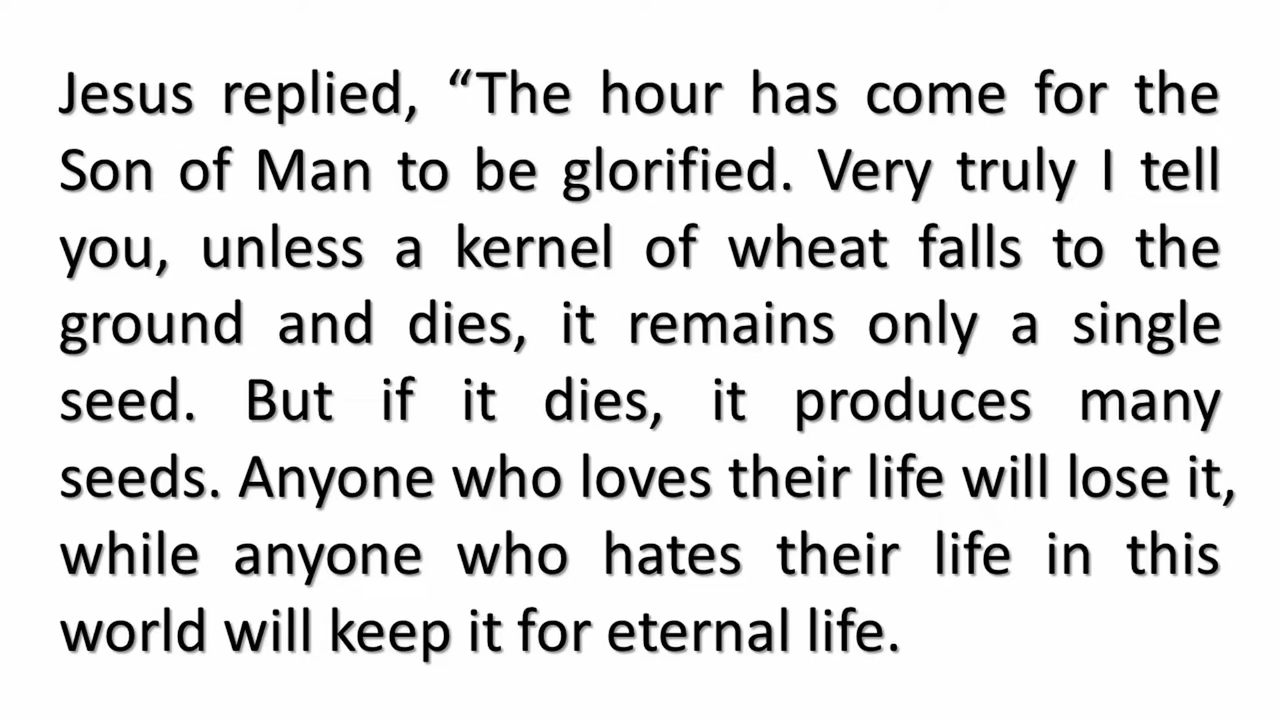 Jesus replied, “The hour has come for the
Son of Man to be glorified. Very truly I tell
you, unless a kernel of wheat falls to the
ground and dies, it remains only a single
seed. But if it dies, it produces many
seeds. Anyone who loves their life will lose it,
while anyone who hates their life in this
world will keep it for eternal life.